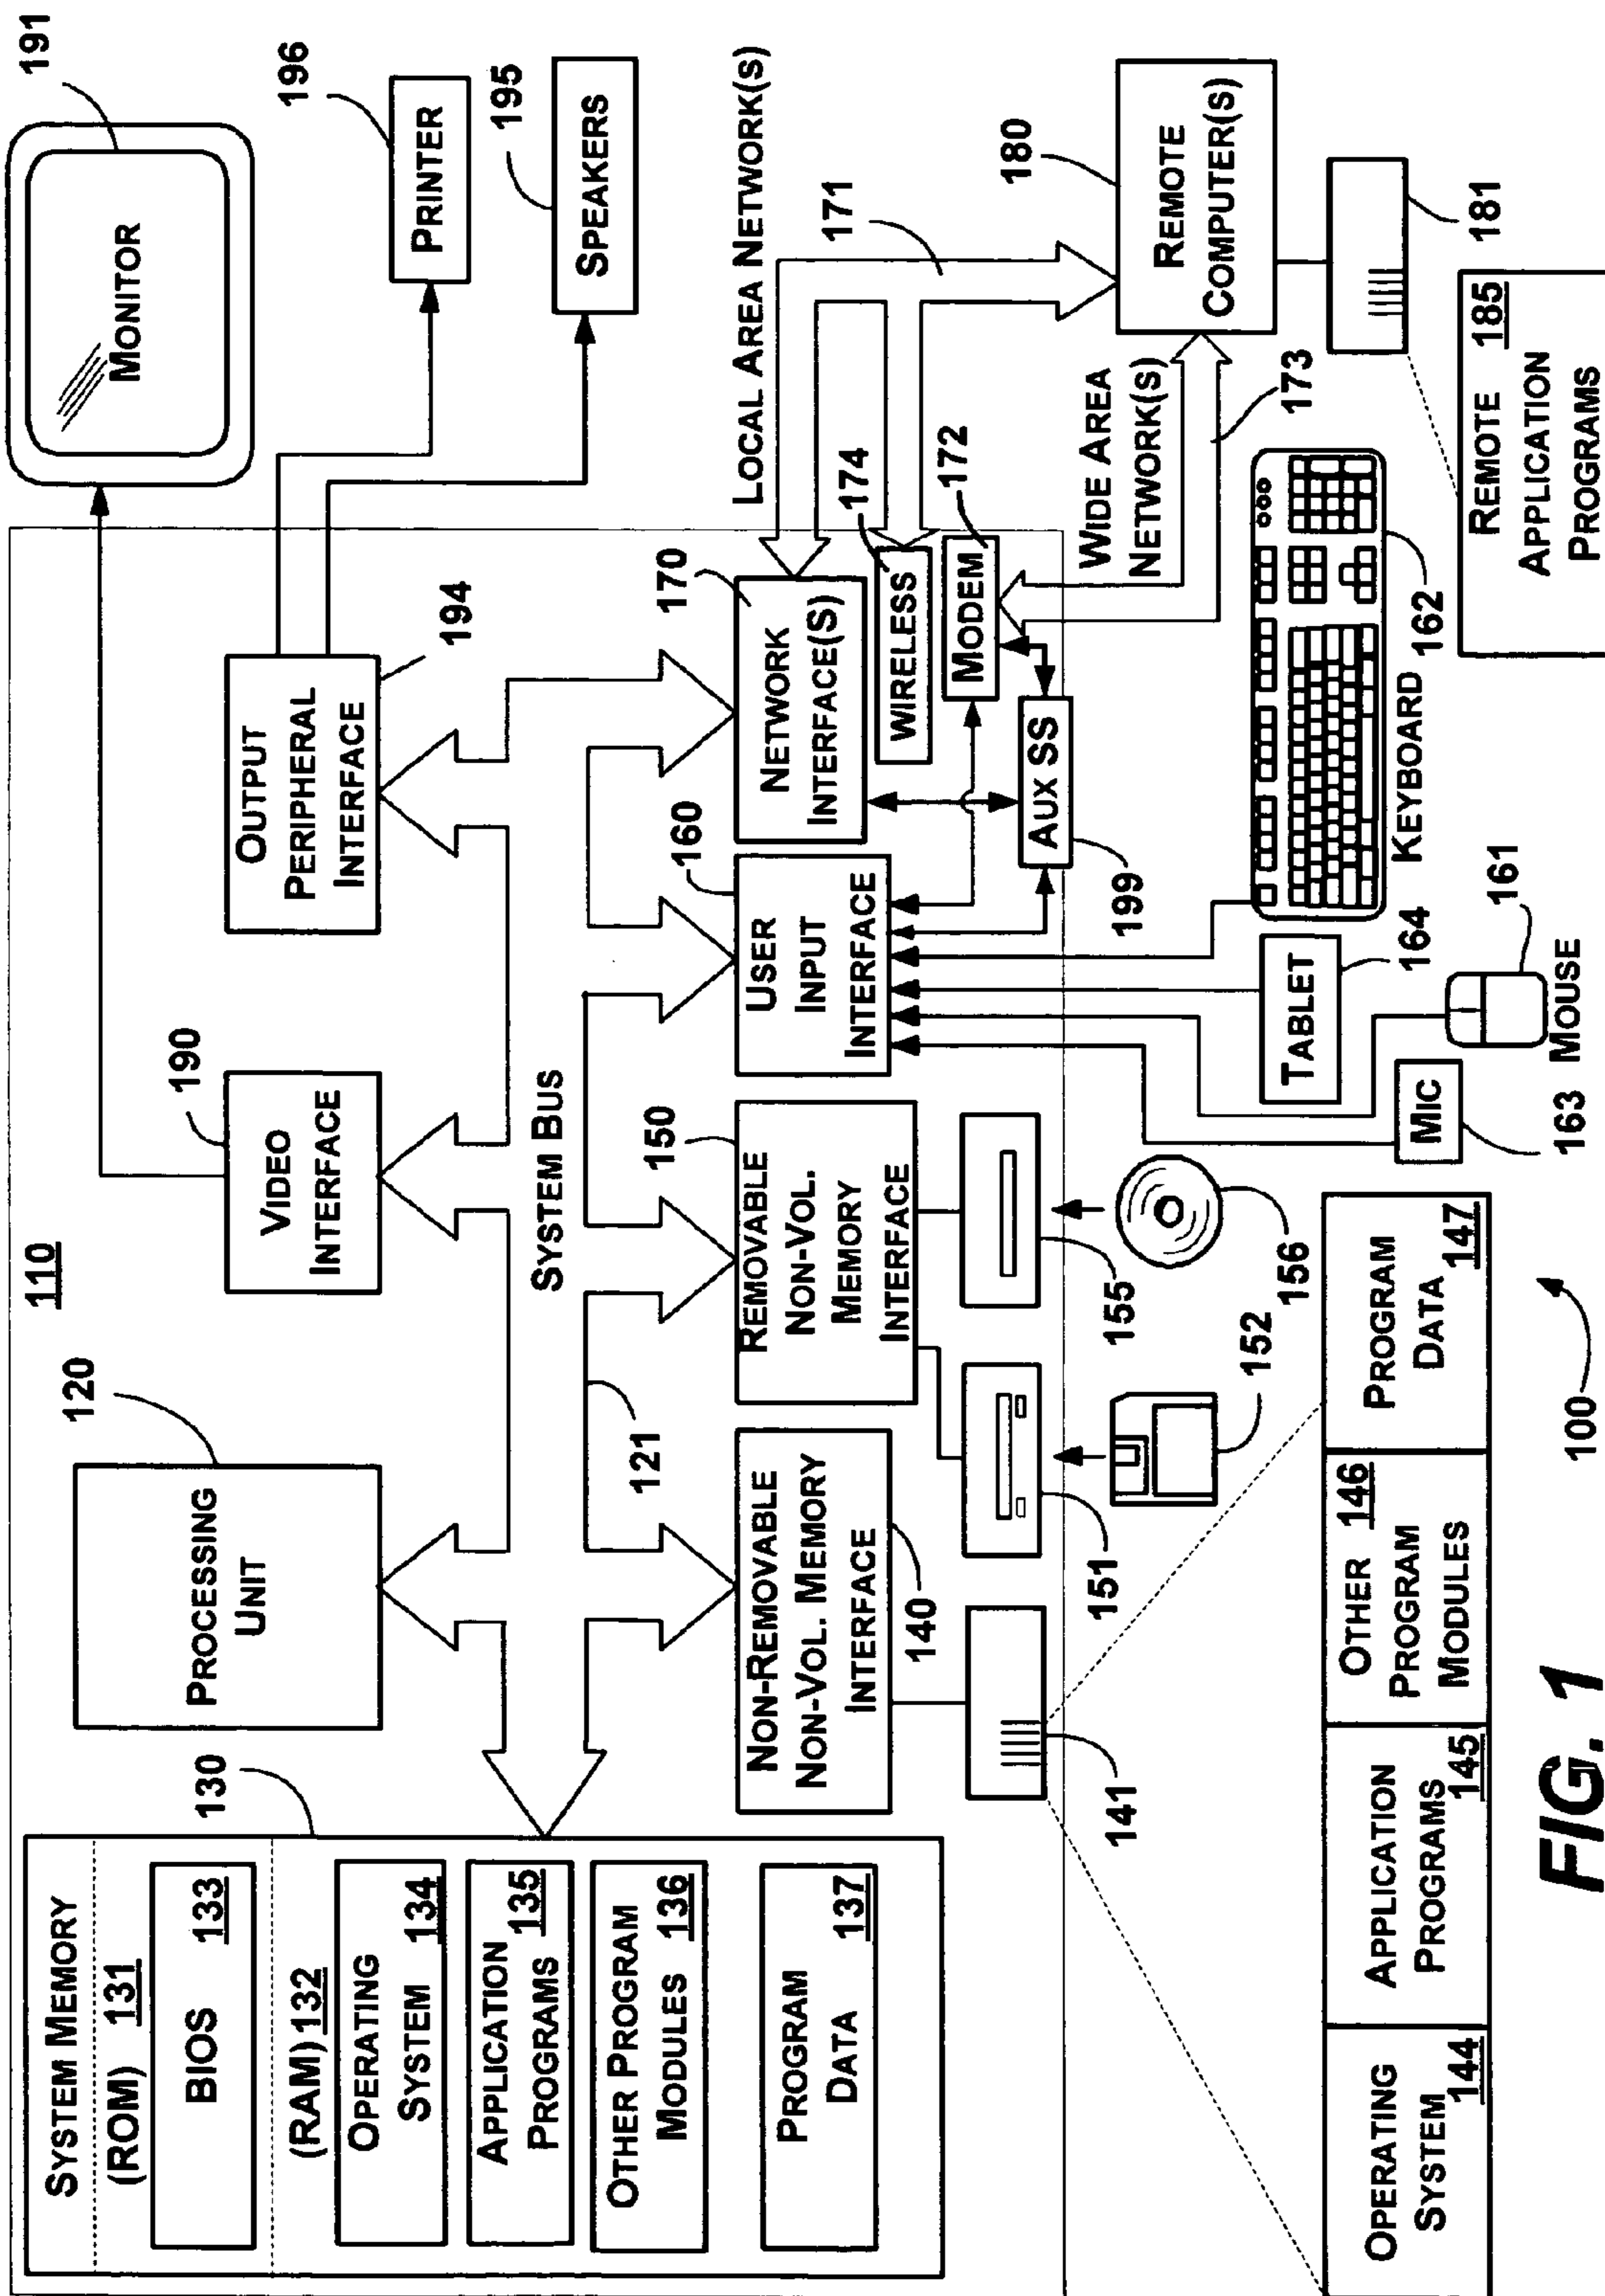 110
SYSTEM MEMORY
(ROM) 131
BIOS 133
(RAM) 132
OPERATING
SYSTEM 134
APPLICATION
PROGRAMS 135
OTHER PROGRAM
MODULES 136
PROGRAM
DATA 137
130
PROCESSING
UNIT
120
VIDEO
INTERFACE
190
OUTPUT
PERIPHERAL
INTERFACE
194
MONITOR
191
PRINTER
196
SPEAKERS
195
SYSTEM BUS
121
NON-REMOVABLE
NON-VOL. MEMORY
INTERFACE
140
REMOVABLE
NON-VOL.
MEMORY
INTERFACE
150
USER
INPUT
INTERFACE
160
NETWORK
INTERFACE(S)
170
WIRELESS
174
MODEM
172
AUX SS
199
LOCAL AREA NETWORK(S)
171
WIDE AREA
NETWORK(S)
173
REMOTE
COMPUTER(S)
180
181
REMOTE 185
APPLICATION
PROGRAMS
141
151
152
155
156
MIC
163
MOUSE
161
TABLET
164
KEYBOARD
162
OPERATING
SYSTEM 144
APPLICATION
PROGRAMS 145
OTHER 146
PROGRAM
MODULES
PROGRAM
DATA 147
100
FIG. 1